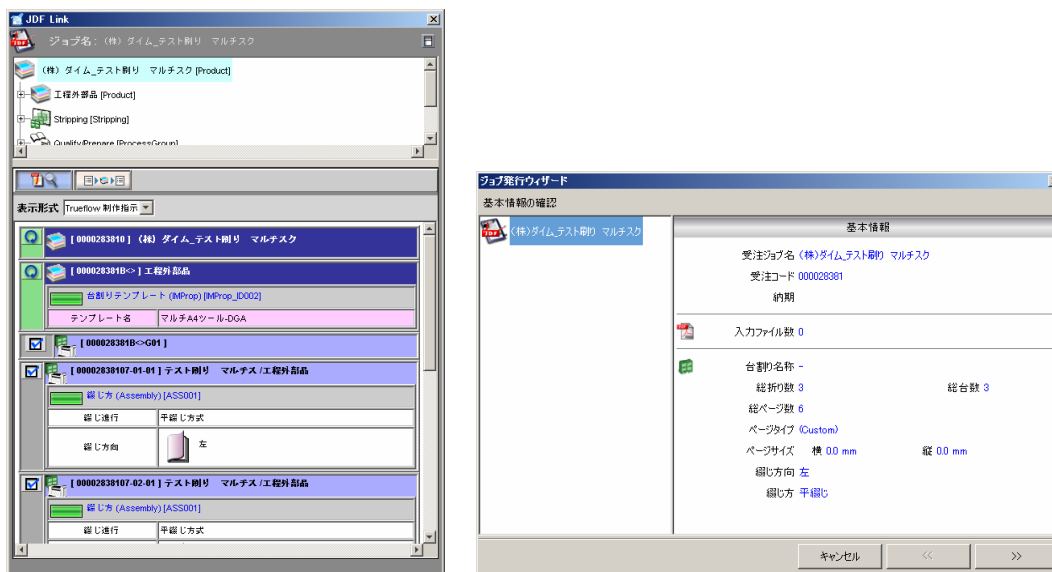 JDF Link
ジョブ名：(株) ダイム_テスト刷り マルチスク
(株) ダイム_テスト刷り マルチスク [Product]
工程外部品 [Product]
Stripping [Stripping]
Qualify/Prepare [ProcessGroup]
表示形式 Trueflow 制作指示
[ 0000283810 ] (株) ダイム_テスト刷り マルチスク
[ 000028381B<> ] 工程外部品
台割りテンプレート (IMProp) [IMProp_ID002]
テンプレート名 マルチA4ツール-DGA
[ 000028381B<>G01 ]
[ 00002838107-01-01 ] テスト刷り マルチス /工程外部品
綴じ方 (Assembly) [ASS001]
綴じ進行 平綴じ方式
綴じ方向 左
[ 00002838107-02-01 ] テスト刷り マルチス /工程外部品
綴じ方 (Assembly) [ASS001]
綴じ進行 平綴じ方式
ジョブ発行ウィザード
基本情報の確認
(株)ダイム_テスト刷り マルチスク
基本情報
受注ジョブ名 (株)ダイム_テスト刷り マルチスク
受注コード 000028381
納期
入力ファイル数 0
台割り名称 -
総折り数 3 総台数 3
総ページ数 6
ページタイプ (Custom)
ページサイズ 横 0.0 mm 縦 0.0 mm
綴じ方向 左
綴じ方 平綴じ
キャンセル << >>